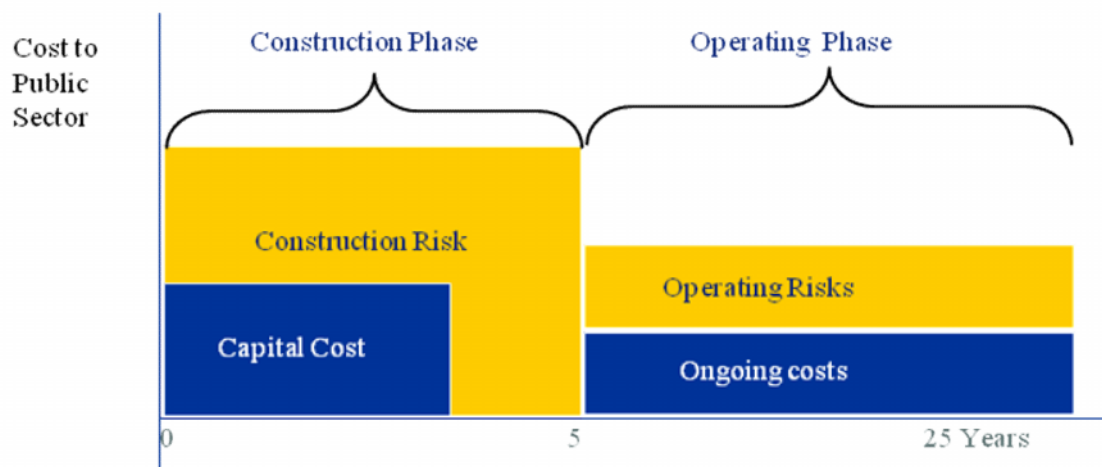 Cost to
Public
Sector
Construction Phase
Operating Phase
Construction Risk
Capital Cost
Operating Risks
Ongoing costs
0
5
25 Years